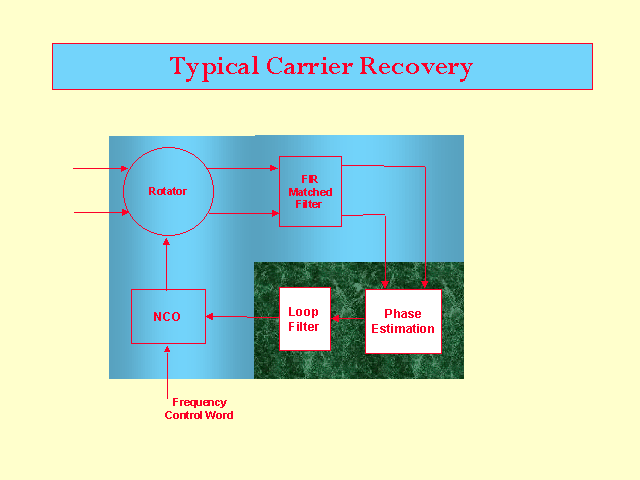 Typical Carrier Recovery
Rotator
FIR
Matched
Filter
NCO
Loop
Filter
Phase
Estimation
Frequency
Control Word